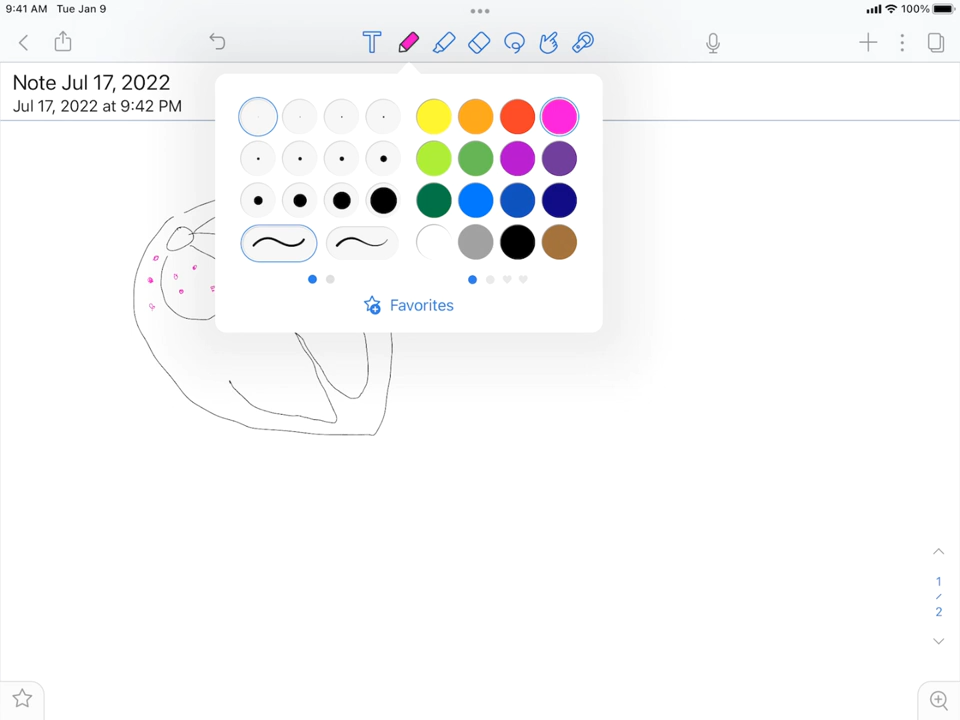 9:41 AM Tue Jan 9
100%
Note Jul 17, 2022
Jul 17, 2022 at 9:42 PM
Favorites
1
/
2